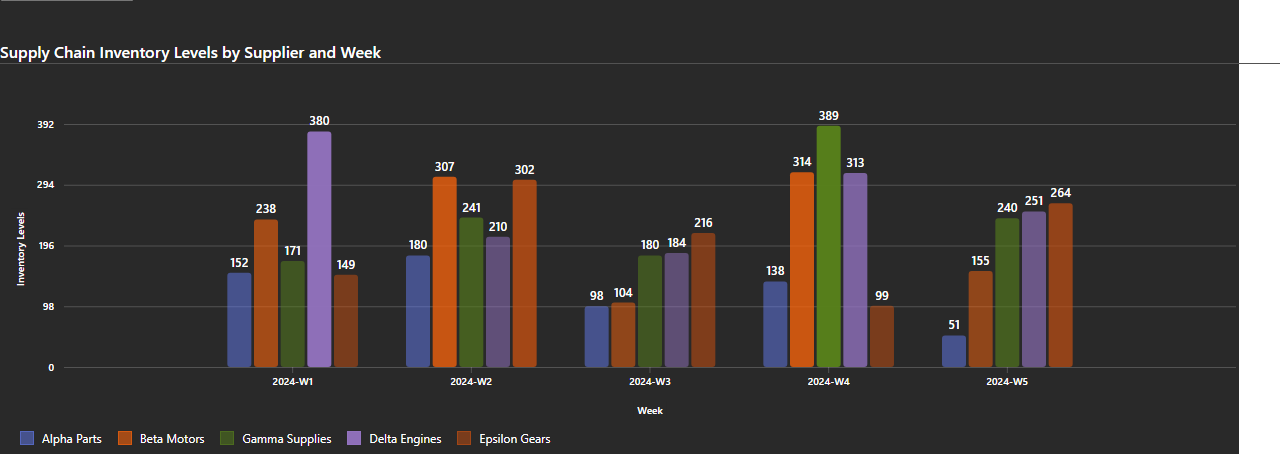 Supply Chain Inventory Levels by Supplier and Week
Inventory Levels
392
294
196
98
0
152
238
171
380
149
180
307
241
210
302
98
104
180
184
216
138
314
389
313
99
51
155
240
251
264
2024-W1
2024-W2
2024-W3
2024-W4
2024-W5
Week
Alpha Parts
Beta Motors
Gamma Supplies
Delta Engines
Epsilon Gears